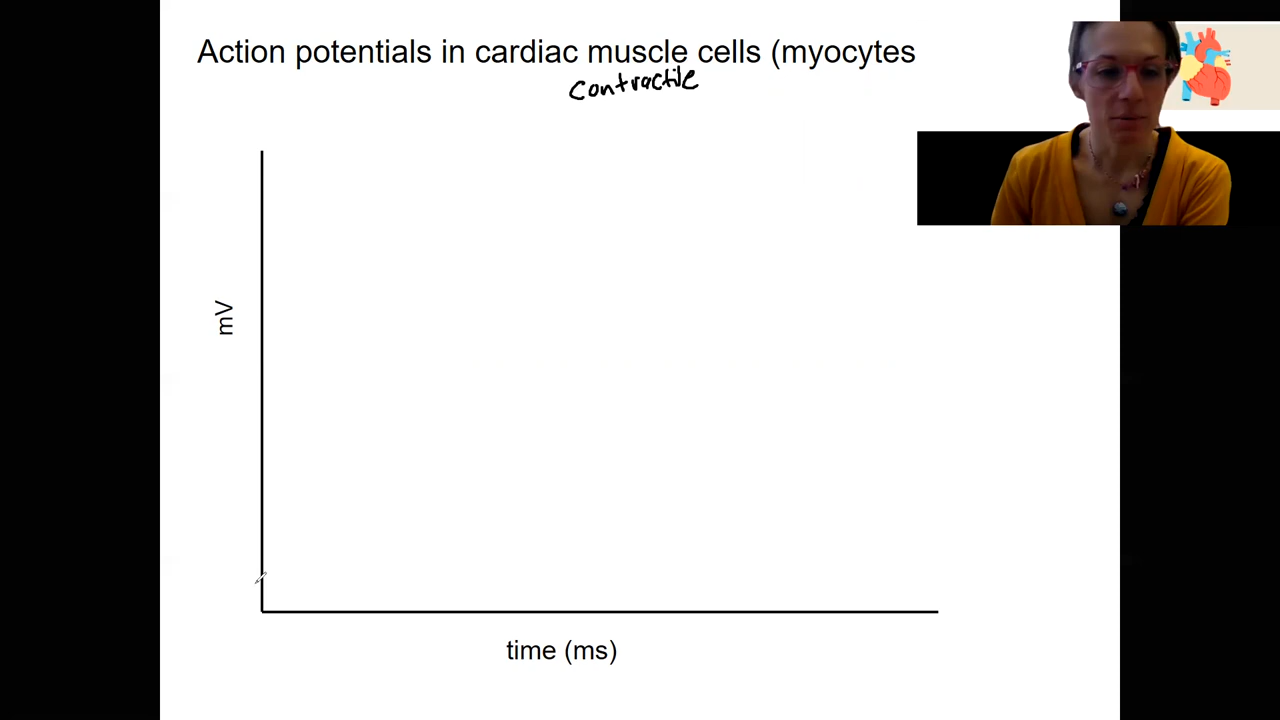 Action potentials in cardiac muscle cells (myocytes
contractile
mV
time (ms)